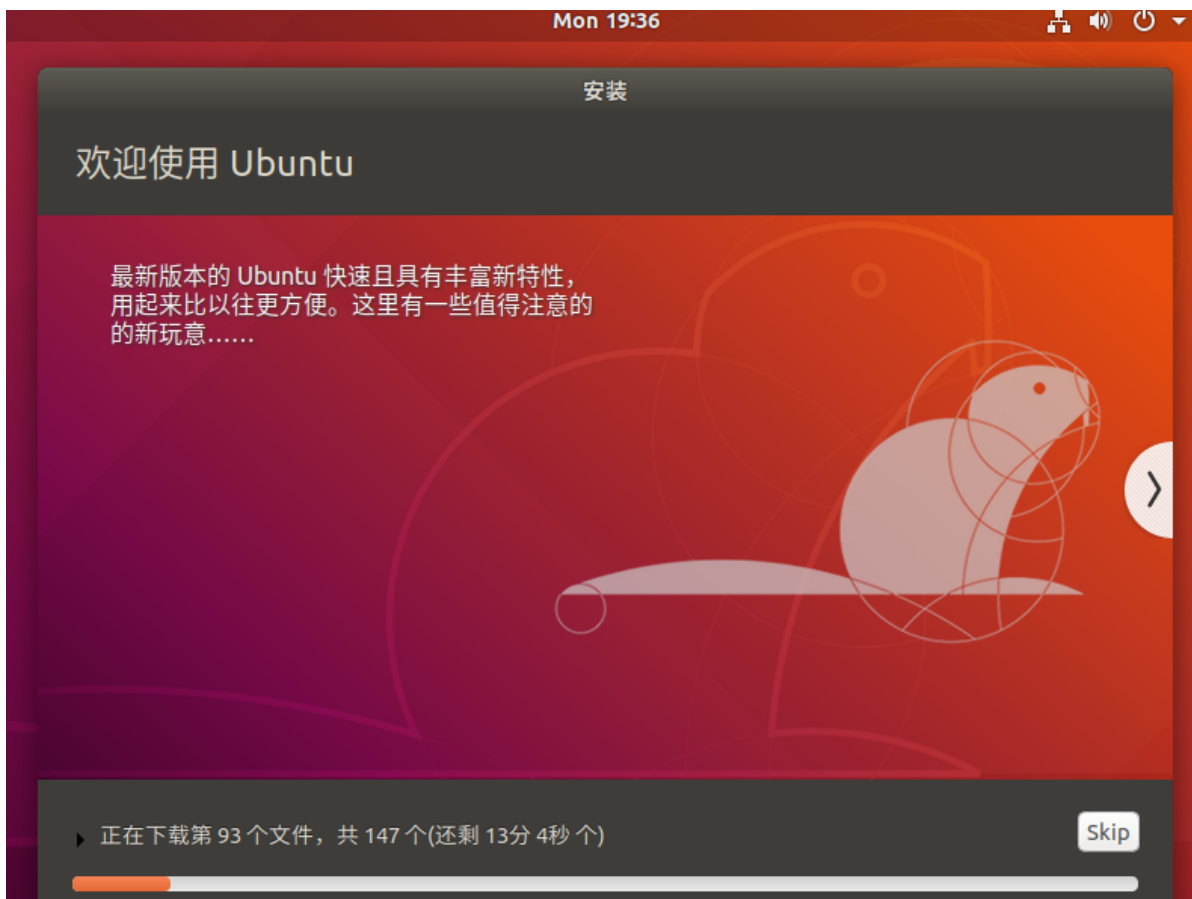 Mon 19:36
安装
欢迎使用 Ubuntu
最新版本的 Ubuntu 快速且具有丰富新特性，
用起来比以往更方便。这里有一些值得注意的
的新玩意……
正在下载第 93 个文件，共 147 个(还剩 13分 4秒 个)
Skip